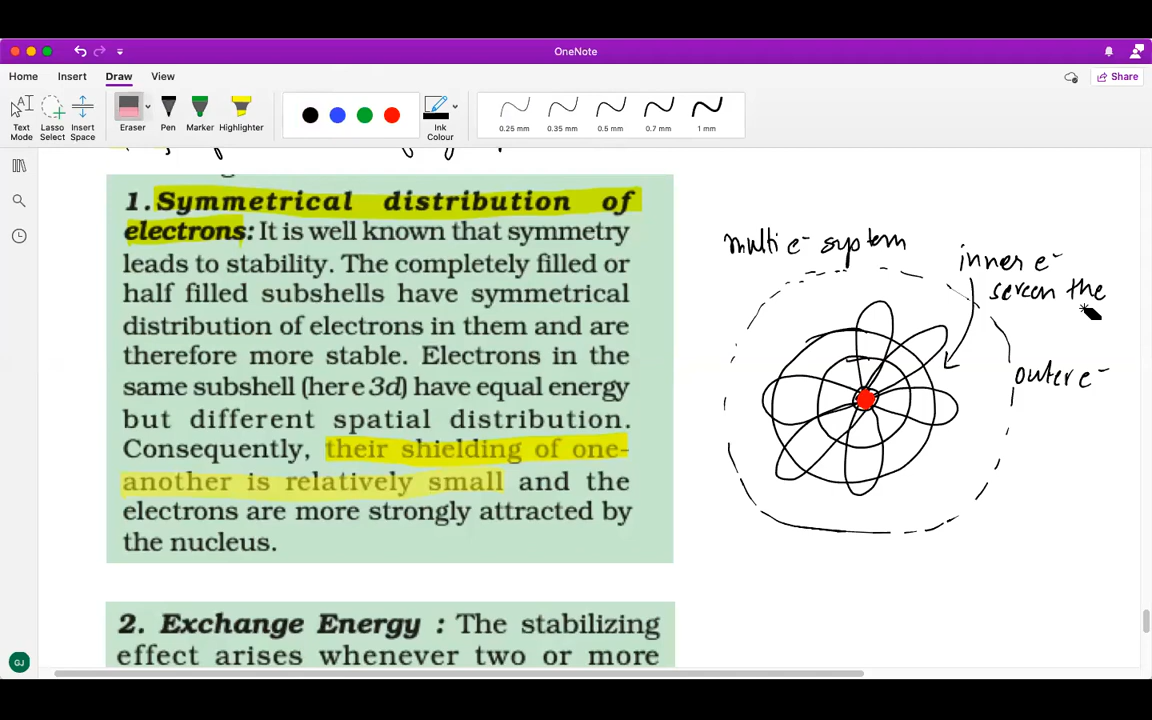 OneNote
Home Insert Draw View
Share
Text Mode
Lasso Select
Insert Space
Eraser
Pen
Marker
Highlighter
Ink Colour
0.25 mm
0.35 mm
0.5 mm
0.7 mm
1 mm
1. Symmetrical distribution of
electrons: It is well known that symmetry
leads to stability. The completely filled or
half filled subshells have symmetrical
distribution of electrons in them and are
therefore more stable. Electrons in the
same subshell (here 3d) have equal energy
but different spatial distribution.
Consequently, their shielding of one-
another is relatively small and the
electrons are more strongly attracted by
the nucleus.
2. Exchange Energy : The stabilizing
effect arises whenever two or more
multi e- system
inner e-
screen the
outer e-
GJ